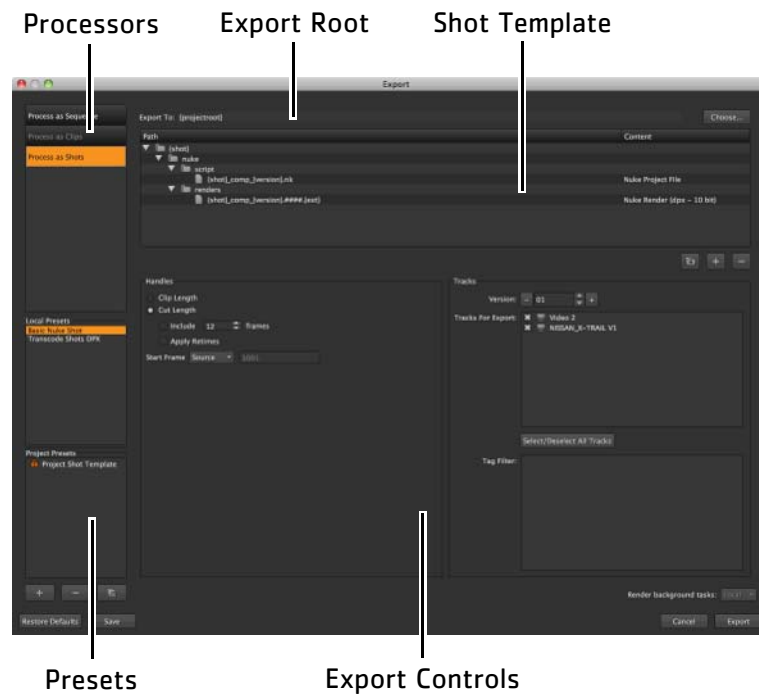 Processors Export Root Shot Template
Export
Process as Sequence
Export To: {projectroot}
Choose...
Process as Clips
Path Content
Process as Shots
{shot}
nuke
script
{shot}_comp_{version}.nk Nuke Project File
renders
{shot}_comp_{version}.####.{ext} Nuke Render (dpx - 10 bit)
Handles
Clip Length
Cut Length
Include 12 frames
Apply Retimes
Start Frame Source 1001
Tracks
Version: - 01 +
Tracks For Export: Video 2
NISSAN_X-TRAIL V1
Select/Deselect All Tracks
Tag Filter:
Local Presets
Basic Nuke Shot
Transcode Shots DPX
Project Presets
Project Shot Template
Render background tasks: Local
Restore Defaults Save Cancel Export
Presets Export Controls